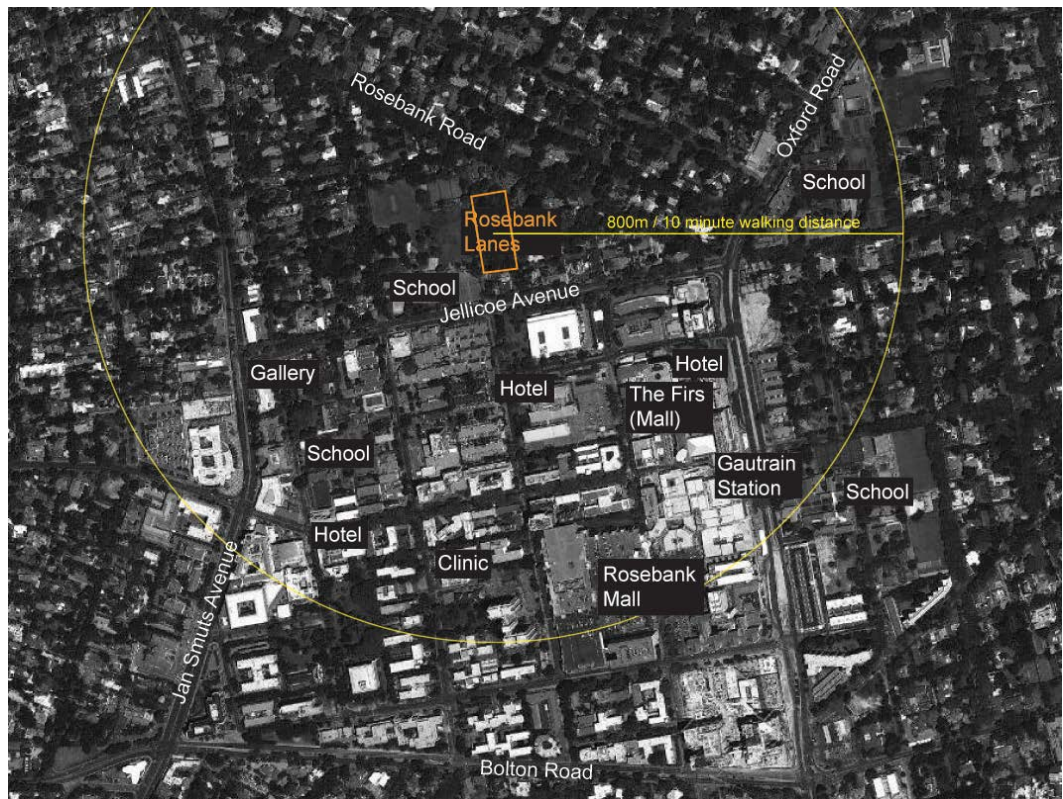 Rosebank Road
Oxford Road
School
Rosebank
Lanes
800m / 10 minute walking distance
School
Jellicoe Avenue
Gallery
Hotel
Hotel
The Firs
(Mall)
School
Gautrain
Station
School
Hotel
Clinic
Rosebank
Mall
Jan Smuts Avenue
Bolton Road